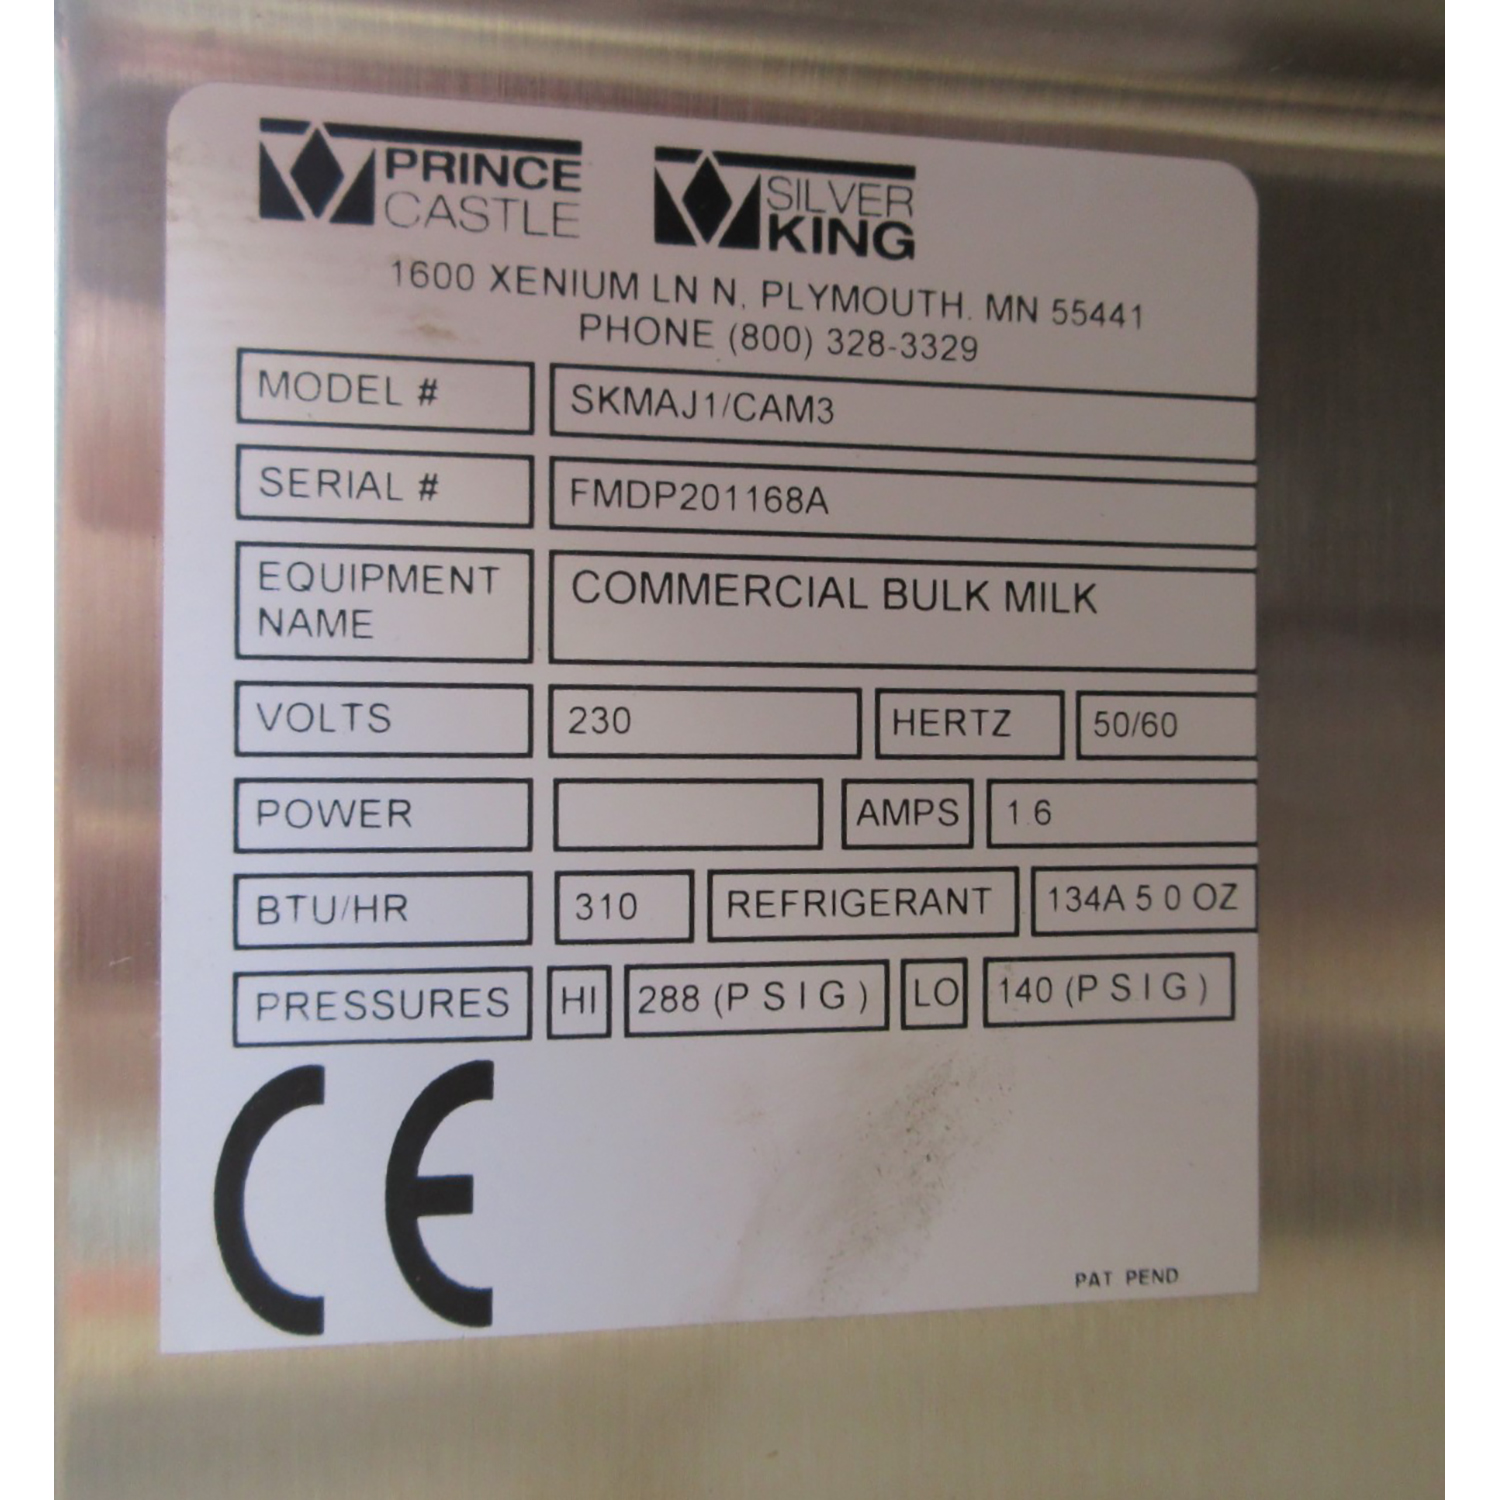 PRINCE CASTLE SILVER KING
1600 XENIUM LN N. PLYMOUTH. MN 55441
PHONE (800) 328-3329
MODEL # SKMAJ1/CAM3
SERIAL # FMDP201168A
EQUIPMENT NAME COMMERCIAL BULK MILK
VOLTS 230 HERTZ 50/60
POWER AMPS 1.6
BTU/HR 310 REFRIGERANT 134A 5.0 OZ
PRESSURES HI 288 (P S I G ) LO 140 (P S I G )
CE
PAT PEND